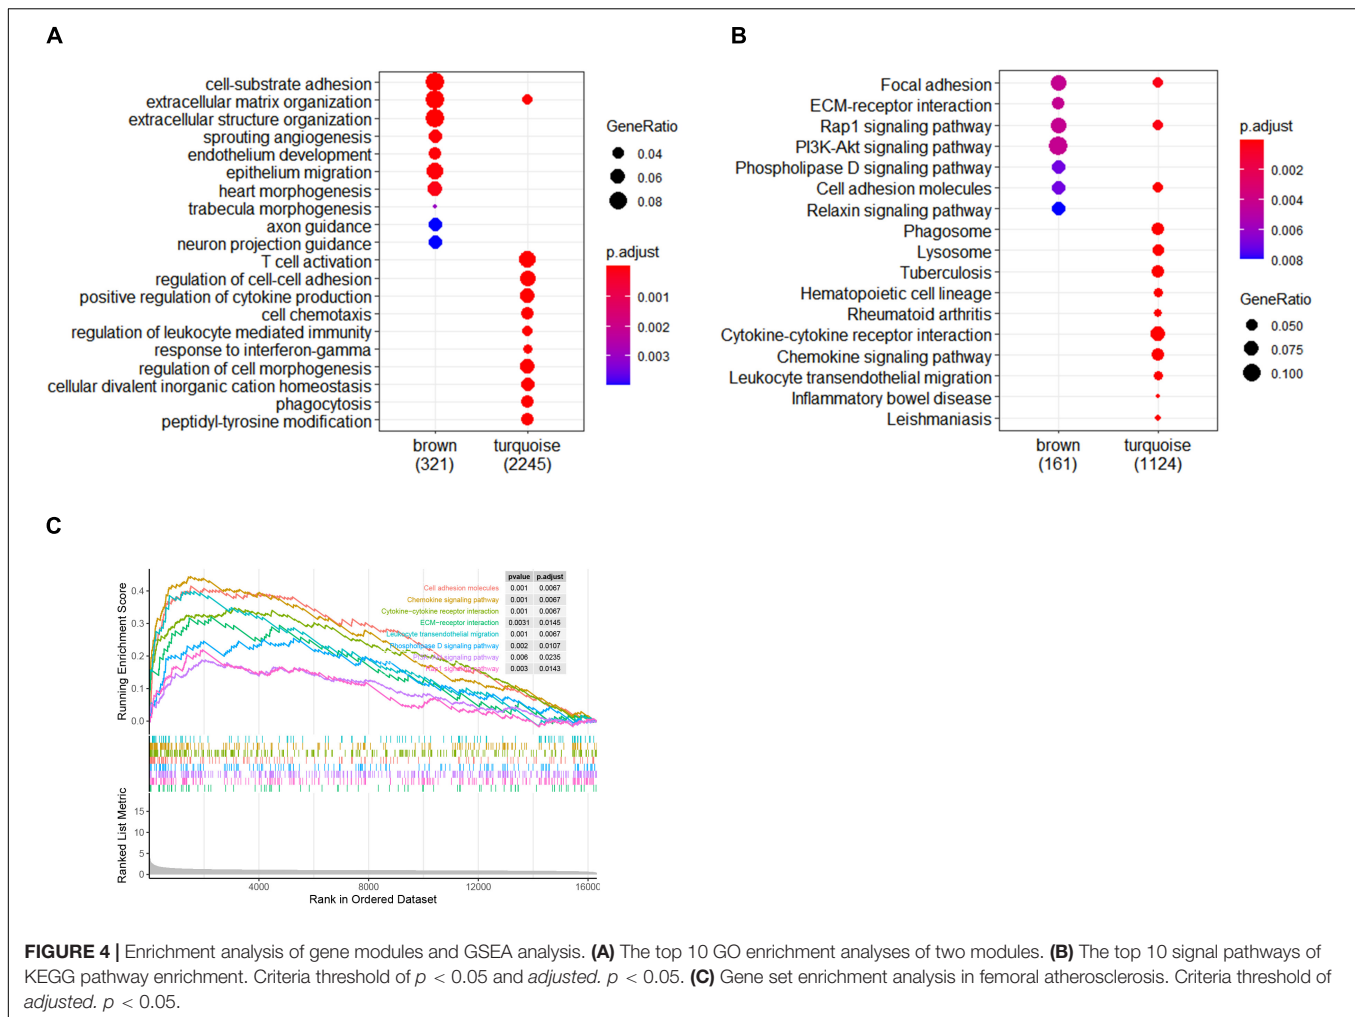 A
cell-substrate adhesion
extracellular matrix organization
extracellular structure organization
sprouting angiogenesis
endothelium development
epithelium migration
heart morphogenesis
trabecula morphogenesis
axon guidance
neuron projection guidance
T cell activation
regulation of cell-cell adhesion
positive regulation of cytokine production
cell chemotaxis
regulation of leukocyte mediated immunity
response to interferon-gamma
regulation of cell morphogenesis
cellular divalent inorganic cation homeostasis
phagocytosis
peptidyl-tyrosine modification
brown
(321)
turquoise
(2245)
GeneRatio
0.04
0.06
0.08
p.adjust
0.001
0.002
0.003
B
Focal adhesion
ECM-receptor interaction
Rap1 signaling pathway
PI3K-Akt signaling pathway
Phospholipase D signaling pathway
Cell adhesion molecules
Relaxin signaling pathway
Phagosome
Lysosome
Tuberculosis
Hematopoietic cell lineage
Rheumatoid arthritis
Cytokine-cytokine receptor interaction
Chemokine signaling pathway
Leukocyte transendothelial migration
Inflammatory bowel disease
Leishmaniasis
brown
(161)
turquoise
(1124)
p.adjust
0.002
0.004
0.006
0.008
GeneRatio
0.050
0.075
0.100
C
Running Enrichment Score
0.4
0.3
0.2
0.1
0.0
pvalue p.adjust
Cell adhesion molecules 0.001 0.0067
Chemokine signaling pathway 0.001 0.0067
Cytokine-cytokine receptor interaction 0.001 0.0067
ECM-receptor interaction 0.0031 0.0145
Leukocyte transendothelial migration 0.001 0.0067
Phospholipase D signaling pathway 0.002 0.0107
signaling pathway 0.006 0.0235
Rap1 signaling pathway 0.003 0.0143
Ranked List Metric
15
10
5
0
4000
8000
12000
16000
Rank in Ordered Dataset
FIGURE 4 | Enrichment analysis of gene modules and GSEA analysis. (A) The top 10 GO enrichment analyses of two modules. (B) The top 10 signal pathways of
KEGG pathway enrichment. Criteria threshold of p < 0.05 and adjusted. p < 0.05. (C) Gene set enrichment analysis in femoral atherosclerosis. Criteria threshold of
adjusted. p < 0.05.